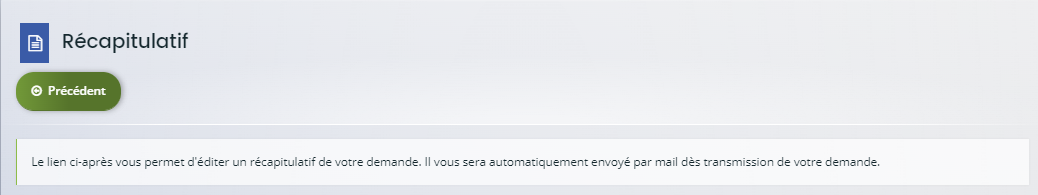 Récapitulatif
Précédent
Le lien ci-après vous permet d'éditer un récapitulatif de votre demande. Il vous sera automatiquement envoyé par mail dès transmission de votre demande.